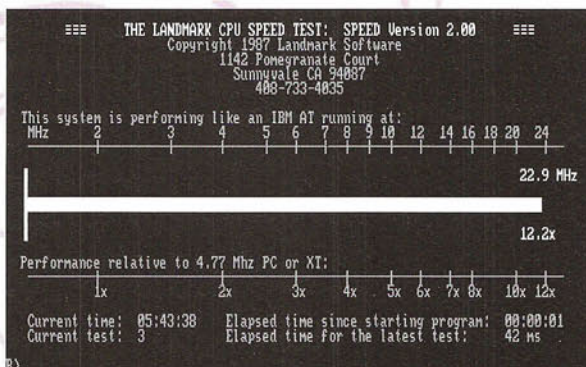 ≡≡≡ THE LANDMARK CPU SPEED TEST: SPEED Version 2.00 ≡≡≡
Copyright 1987 Landmark Software
1142 Pomegranate Court
Sunnyvale CA 94087
408-733-4035
This system is performing like an IBM AT running at:
MHz 2 3 4 5 6 7 8 9 10 12 14 16 18 20 24
22.9 MHz
12.2x
Performance relative to 4.77 Mhz PC or XT:
1x 2x 3x 4x 5x 6x 7x 8x 10x 12x
Current time: 05:43:38 Elapsed time since starting program: 00:00:01
Current test: 3 Elapsed time for the latest test: 42 ms